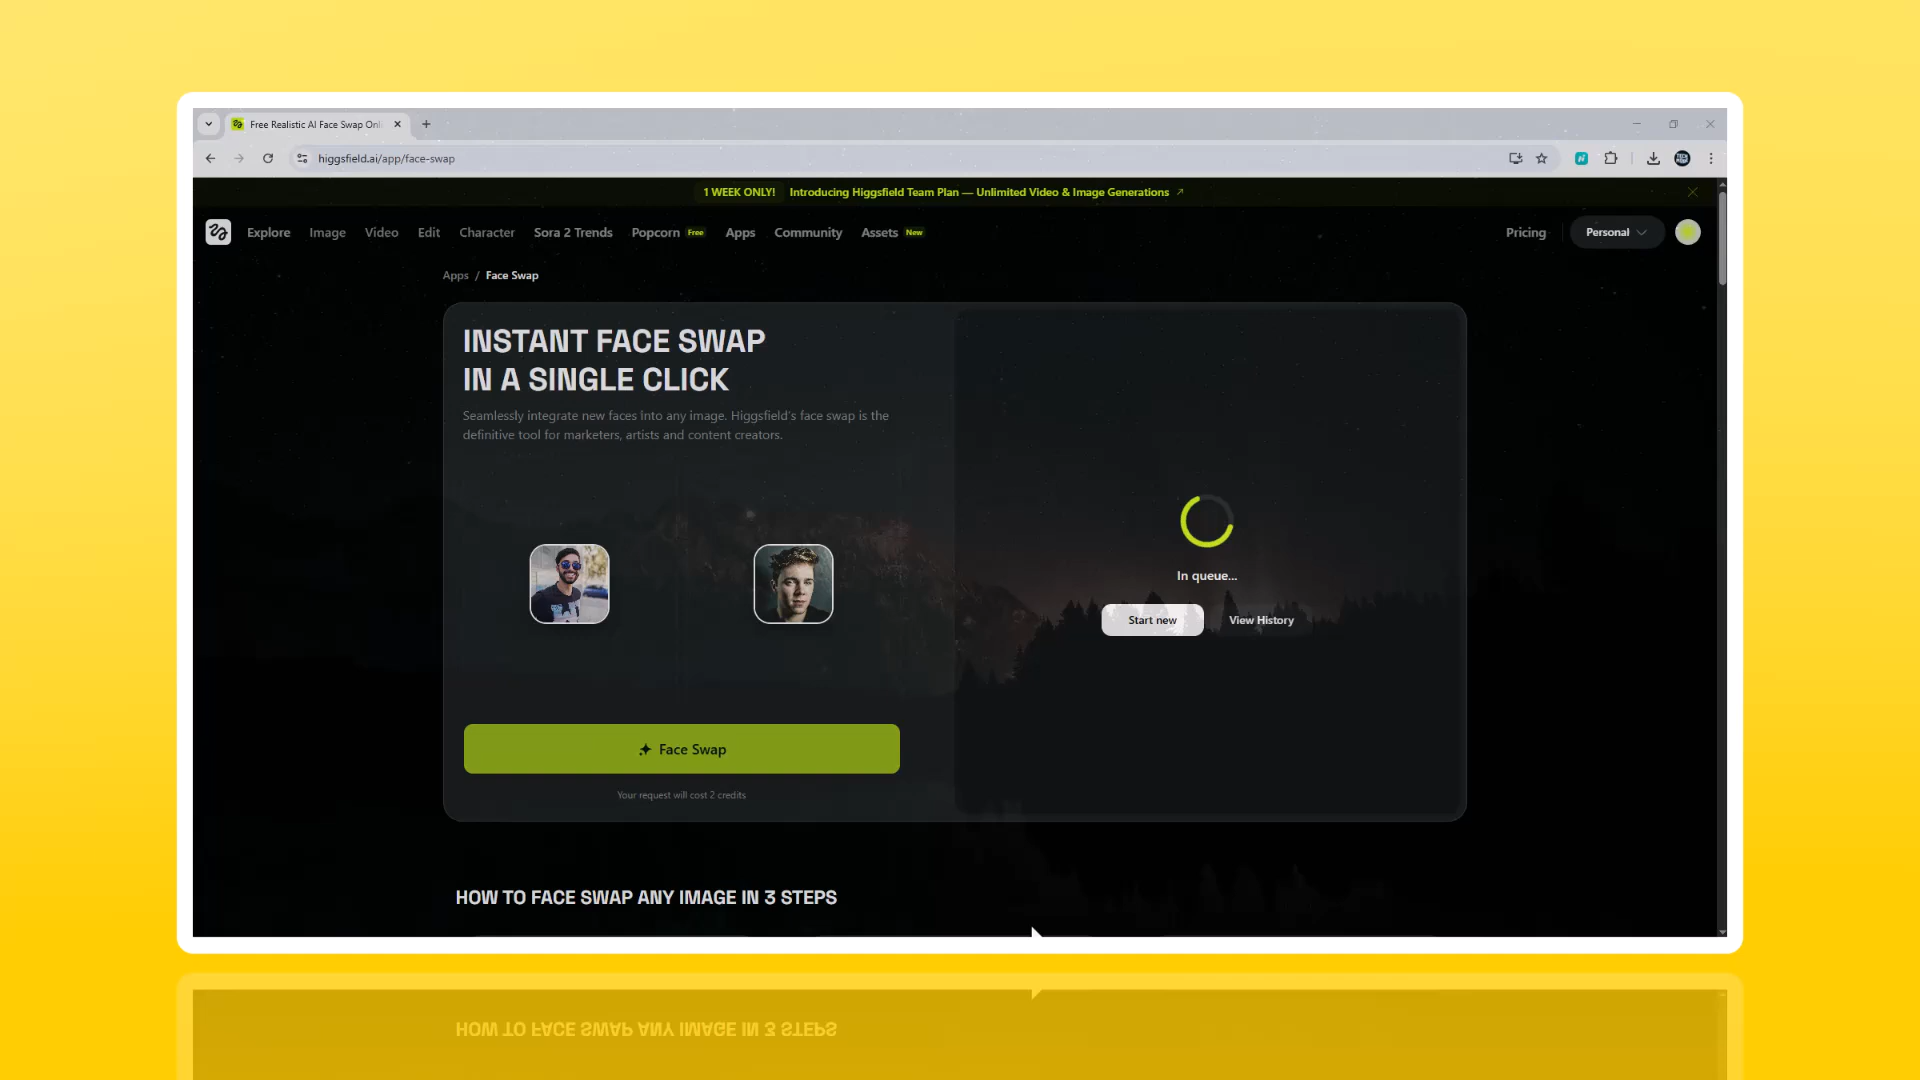 Free Realistic AI Face Swap Onl
higgsfield.ai/app/face-swap
1 WEEK ONLY! Introducing Higgsfield Team Plan — Unlimited Video & Image Generations
Explore Image Video Edit Character Sora 2 Trends Popcorn Free Apps Community Assets New Pricing Personal
Apps / Face Swap
INSTANT FACE SWAP
IN A SINGLE CLICK
Seamlessly integrate new faces into any image. Higgsfield's face swap is the
definitive tool for marketers, artists and content creators.
In queue...
Start new View History
Face Swap
Your request will cost 2 credits
HOW TO FACE SWAP ANY IMAGE IN 3 STEPS
HOW TO FACE SWAP ANY IMAGE IN 3 STEPS